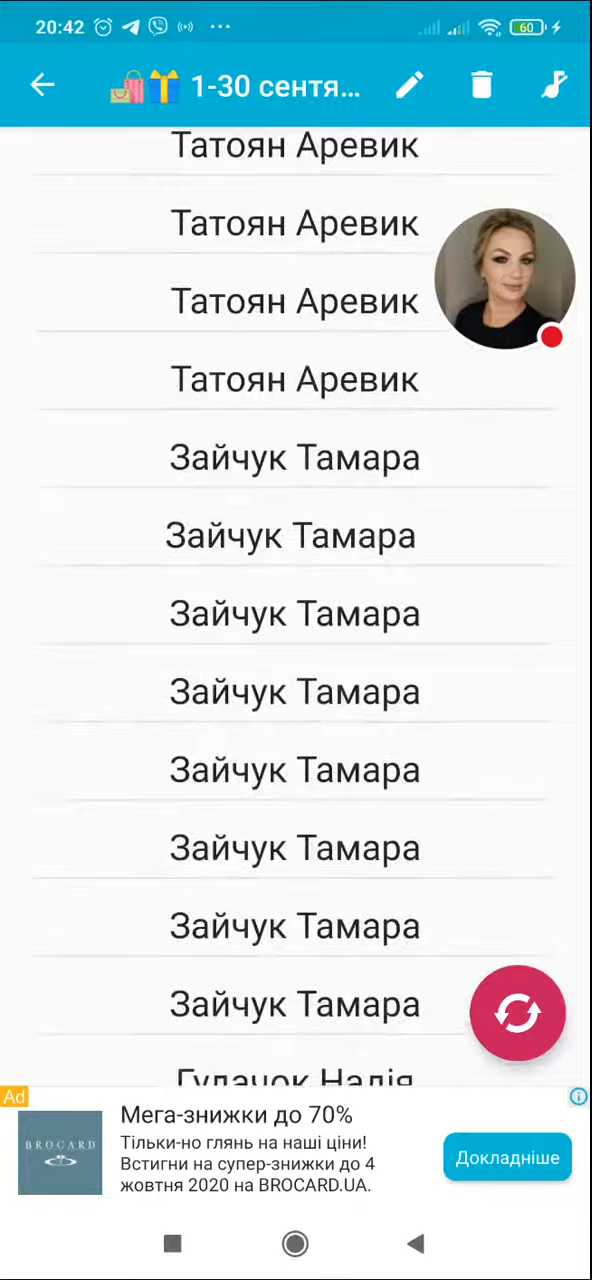 20:42
60
1-30 сентя...
Татоян Аревик
Татоян Аревик
Татоян Аревик
Татоян Аревик
Зайчук Тамара
Зайчук Тамара
Зайчук Тамара
Зайчук Тамара
Зайчук Тамара
Зайчук Тамара
Зайчук Тамара
Зайчук Тамара
Гулачок Надія
Ad
BROCARD
Мега-знижки до 70%
Тільки-но глянь на наші ціни!
Встигни на супер-знижки до 4
жовтня 2020 на BROCARD.UA.
Докладніше